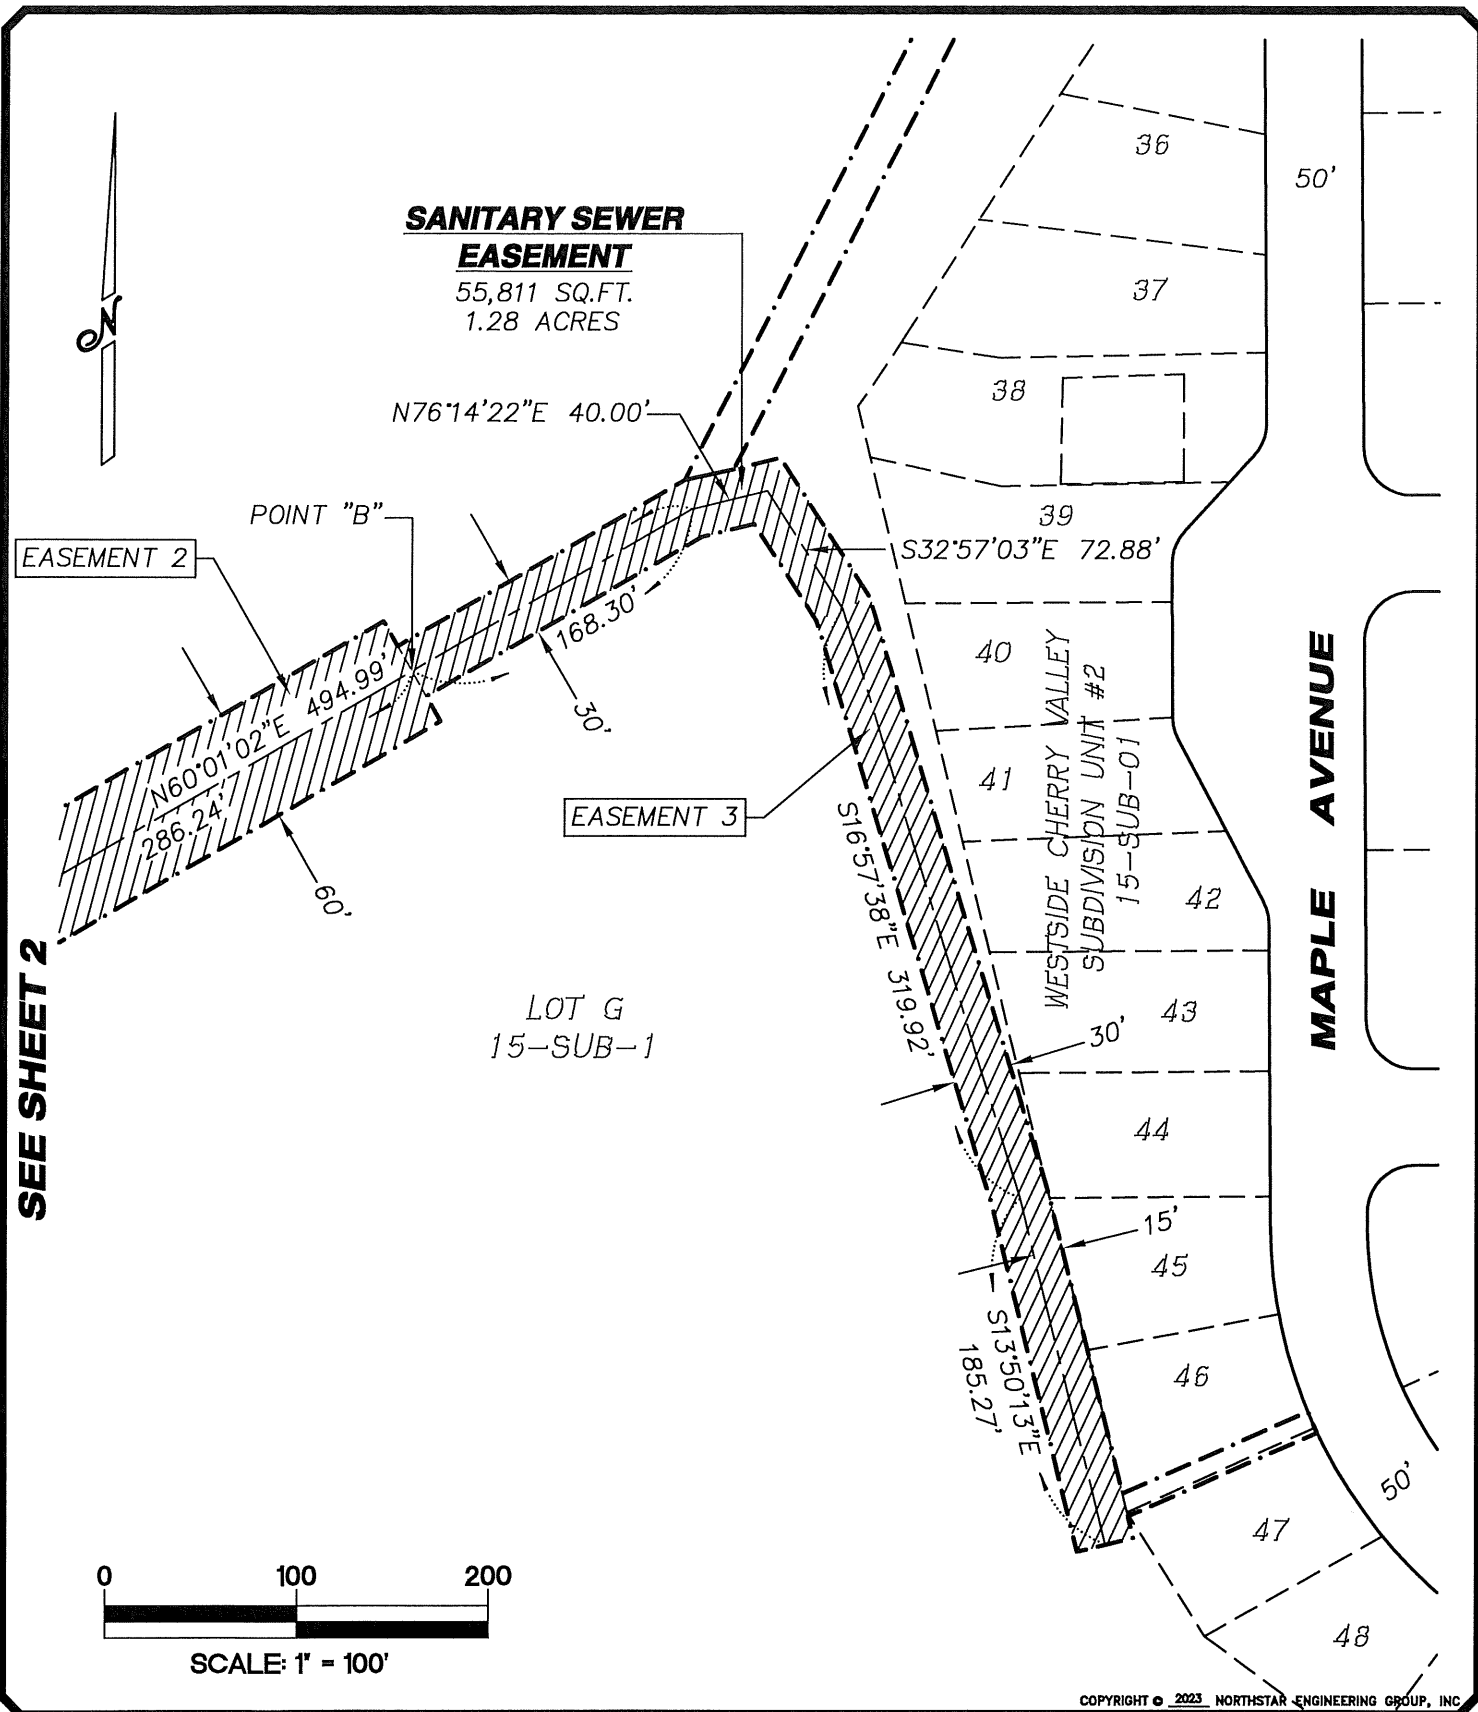 36
50'
SANITARY SEWER
EASEMENT
55,811 SQ.FT.
1.28 ACRES
37
N
38
N76°14'22"E 40.00'
POINT "B"
39
EASEMENT 2
S32°57'03"E 72.88'
168.30'
40
30'
N60°01'02"E 494.99'
286.24'
41
WESTSIDE CHERRY VALLEY
SUBDIVISION UNIT #2
15-SUB-01
MAPLE AVENUE
EASEMENT 3
60'
42
S16°57'38"E 319.92'
SEE SHEET 2
LOT G
15-SUB-1
43
30'
44
15'
45
S13°50'13"E
185.27'
46
50'
47
0 100 200
SCALE: 1" = 100'
48
COPYRIGHT © 2023 NORTHSTAR ENGINEERING GROUP, INC